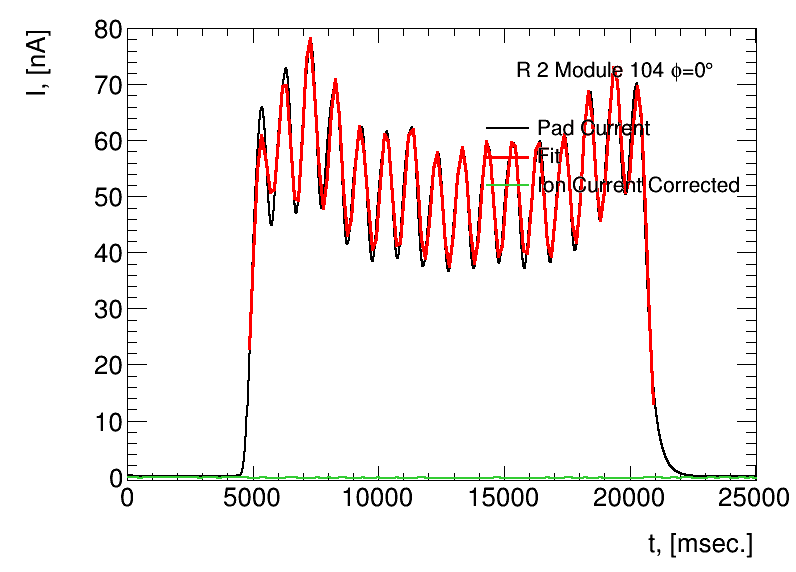 I, [nA]
80
70
60
50
40
30
20
10
0
R 2 Module 104 ϕ=0°
Pad Current
Fit
Ion Current Corrected
0 5000 10000 15000 20000 25000
t, [msec.]